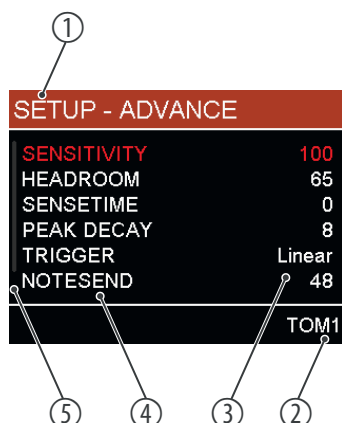 ①
SETUP - ADVANCE
SENSITIVITY 100
HEADROOM 65
SENSETIME 0
PEAK DECAY 8
TRIGGER Linear
NOTESEND 48
TOM1
⑤ ④ ③ ②